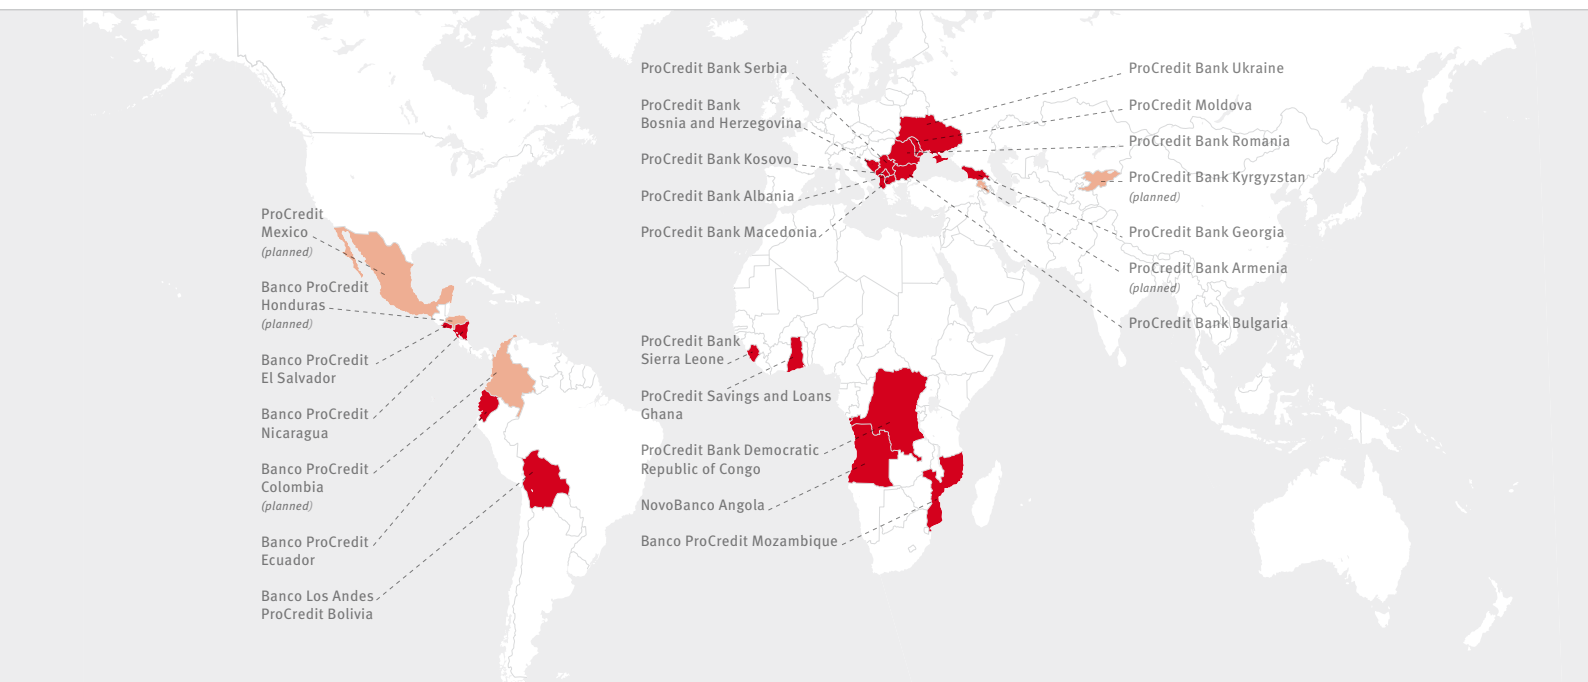 ProCredit
Mexico
(planned)
Banco ProCredit
Honduras
(planned)
Banco ProCredit
El Salvador
Banco ProCredit
Nicaragua
Banco ProCredit
Colombia
(planned)
Banco ProCredit
Ecuador
Banco Los Andes
ProCredit Bolivia
ProCredit Bank Serbia
ProCredit Bank
Bosnia and Herzegovina
ProCredit Bank Kosovo
ProCredit Bank Albania
ProCredit Bank Macedonia
ProCredit Bank
Sierra Leone
ProCredit Savings and Loans
Ghana
ProCredit Bank Democratic
Republic of Congo
NovoBanco Angola
Banco ProCredit Mozambique
ProCredit Bank Ukraine
ProCredit Moldova
ProCredit Bank Romania
ProCredit Bank Kyrgyzstan
(planned)
ProCredit Bank Georgia
ProCredit Bank Armenia
(planned)
ProCredit Bank Bulgaria